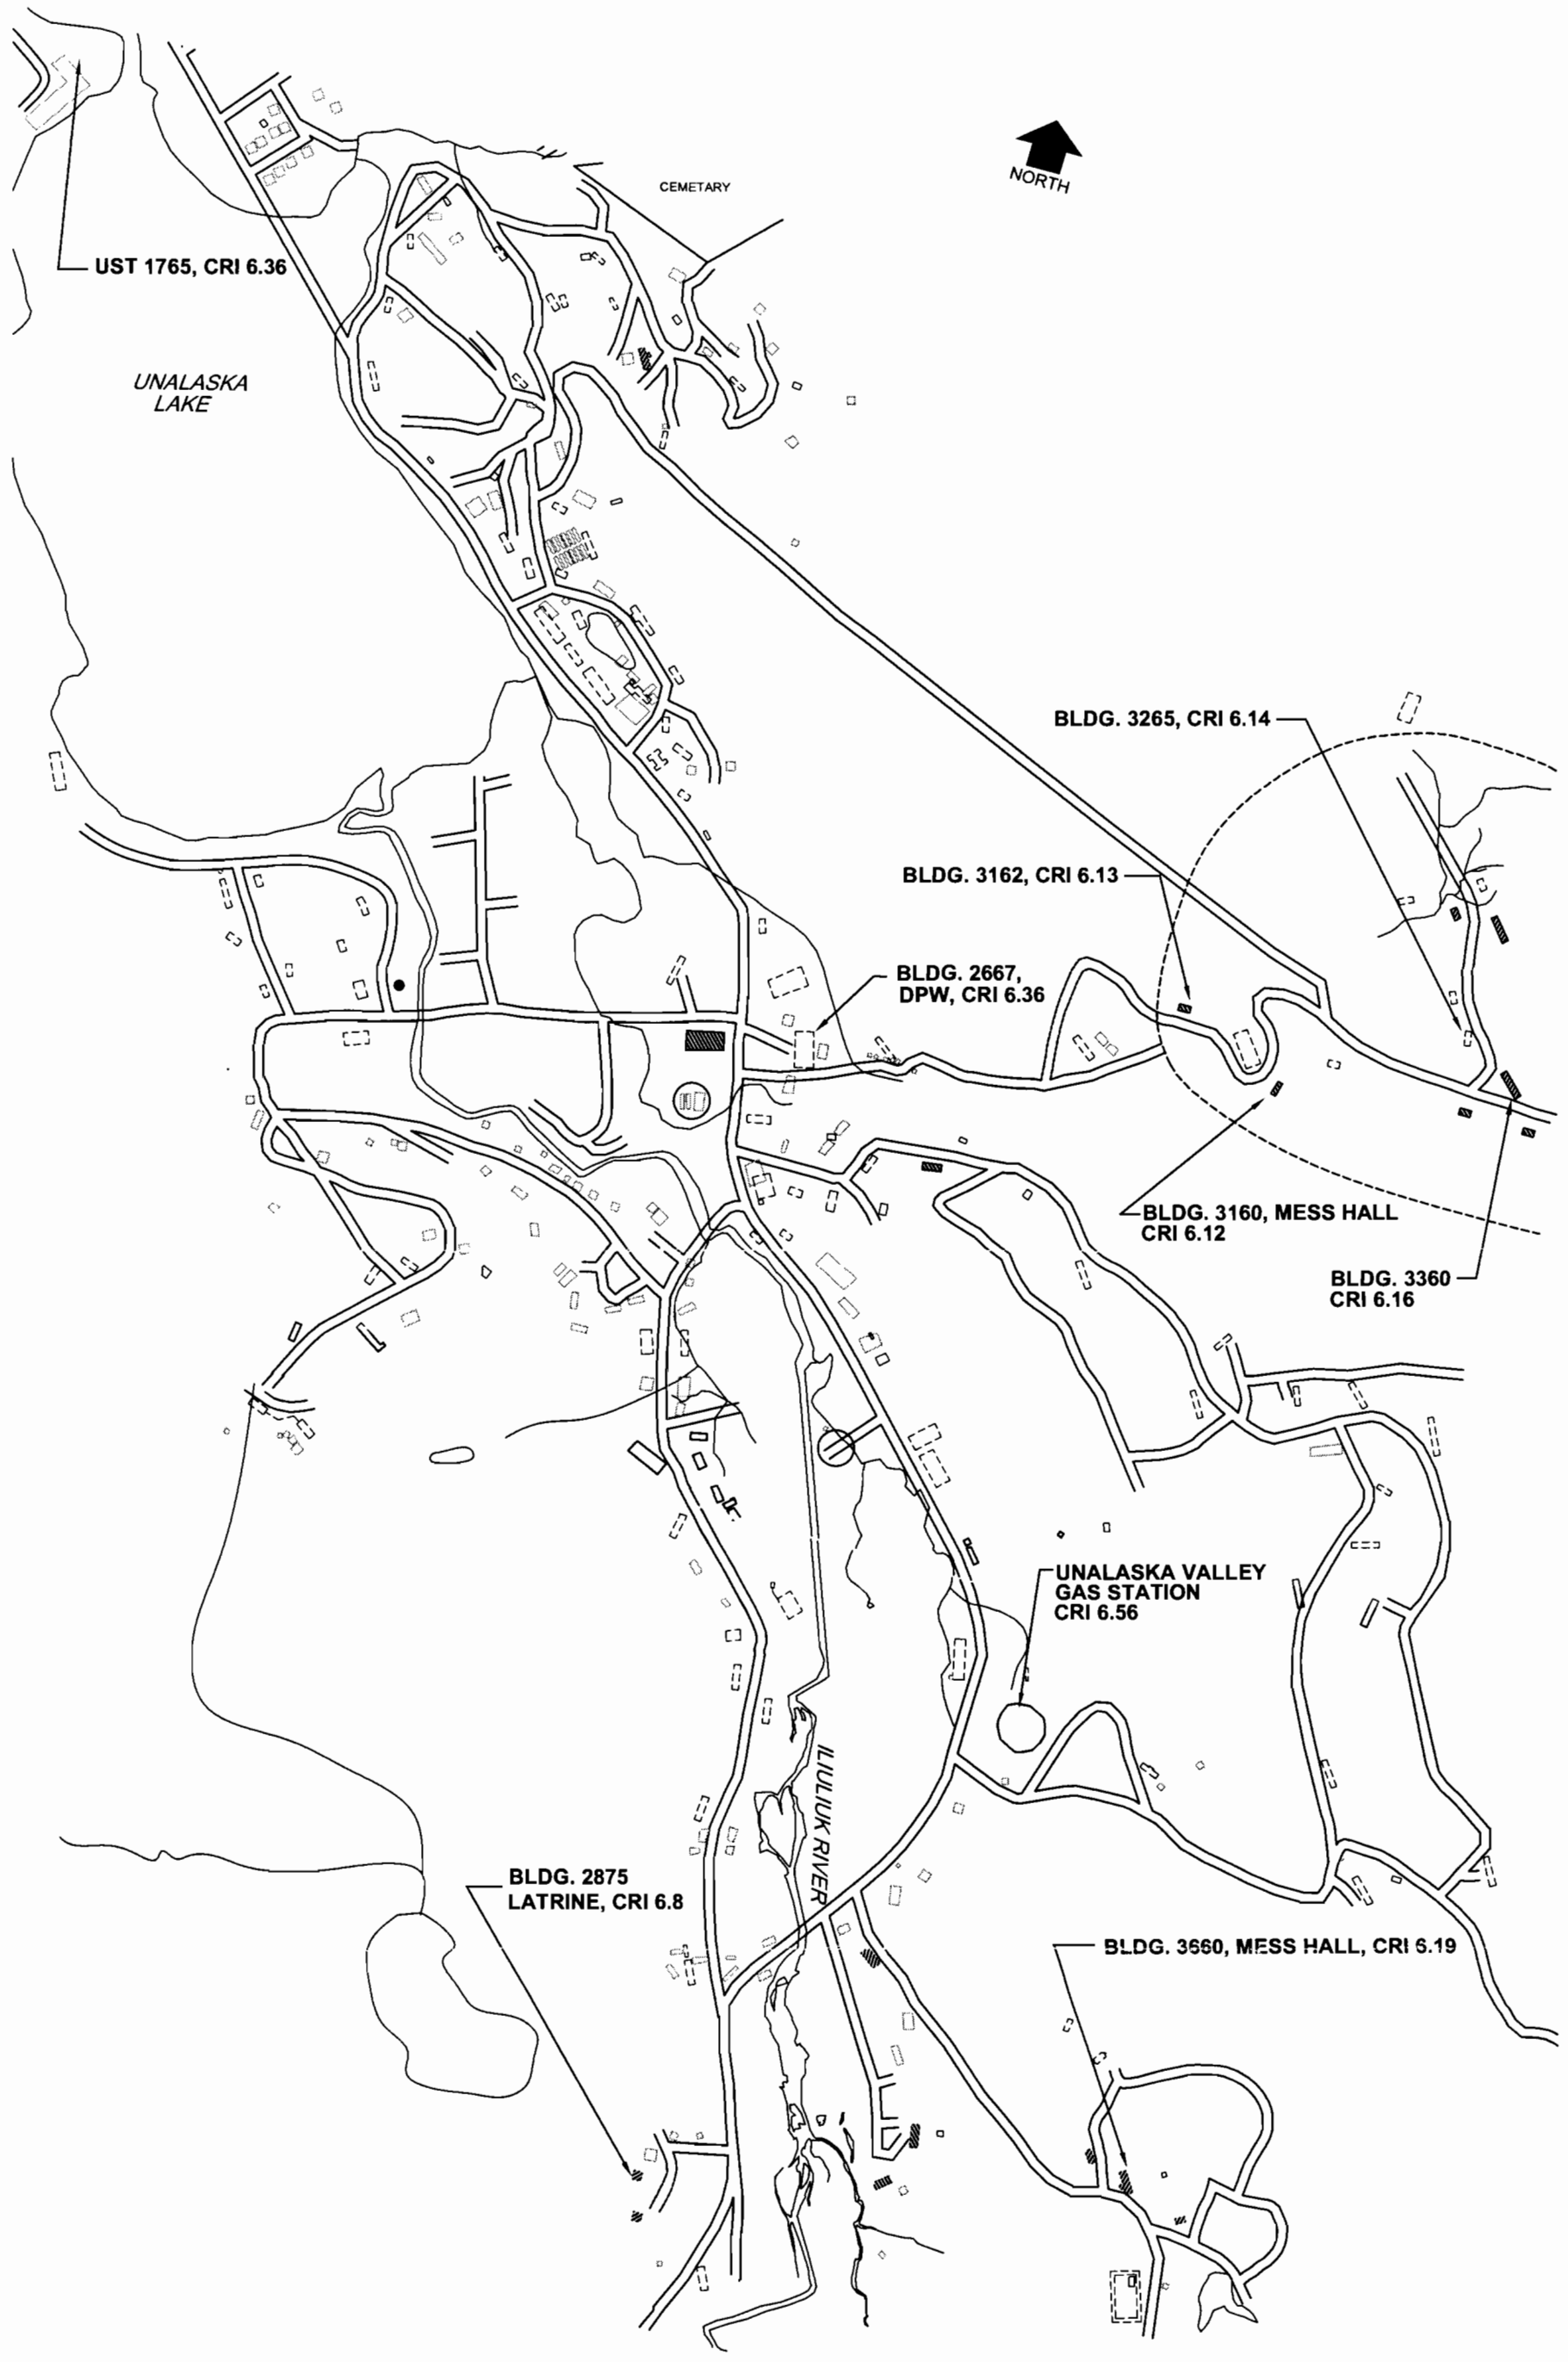 CEMETARY
NORTH
UST 1765, CRI 6.36
UNALASKA
LAKE
BLDG. 3265, CRI 6.14
BLDG. 3162, CRI 6.13
BLDG. 2667,
DPW, CRI 6.36
BLDG. 3160, MESS HALL
CRI 6.12
BLDG. 3360
CRI 6.16
UNALASKA VALLEY
GAS STATION
CRI 6.56
ILIULIUK RIVER
BLDG. 2875
LATRINE, CRI 6.8
BLDG. 3660, MESS HALL, CRI 6.19